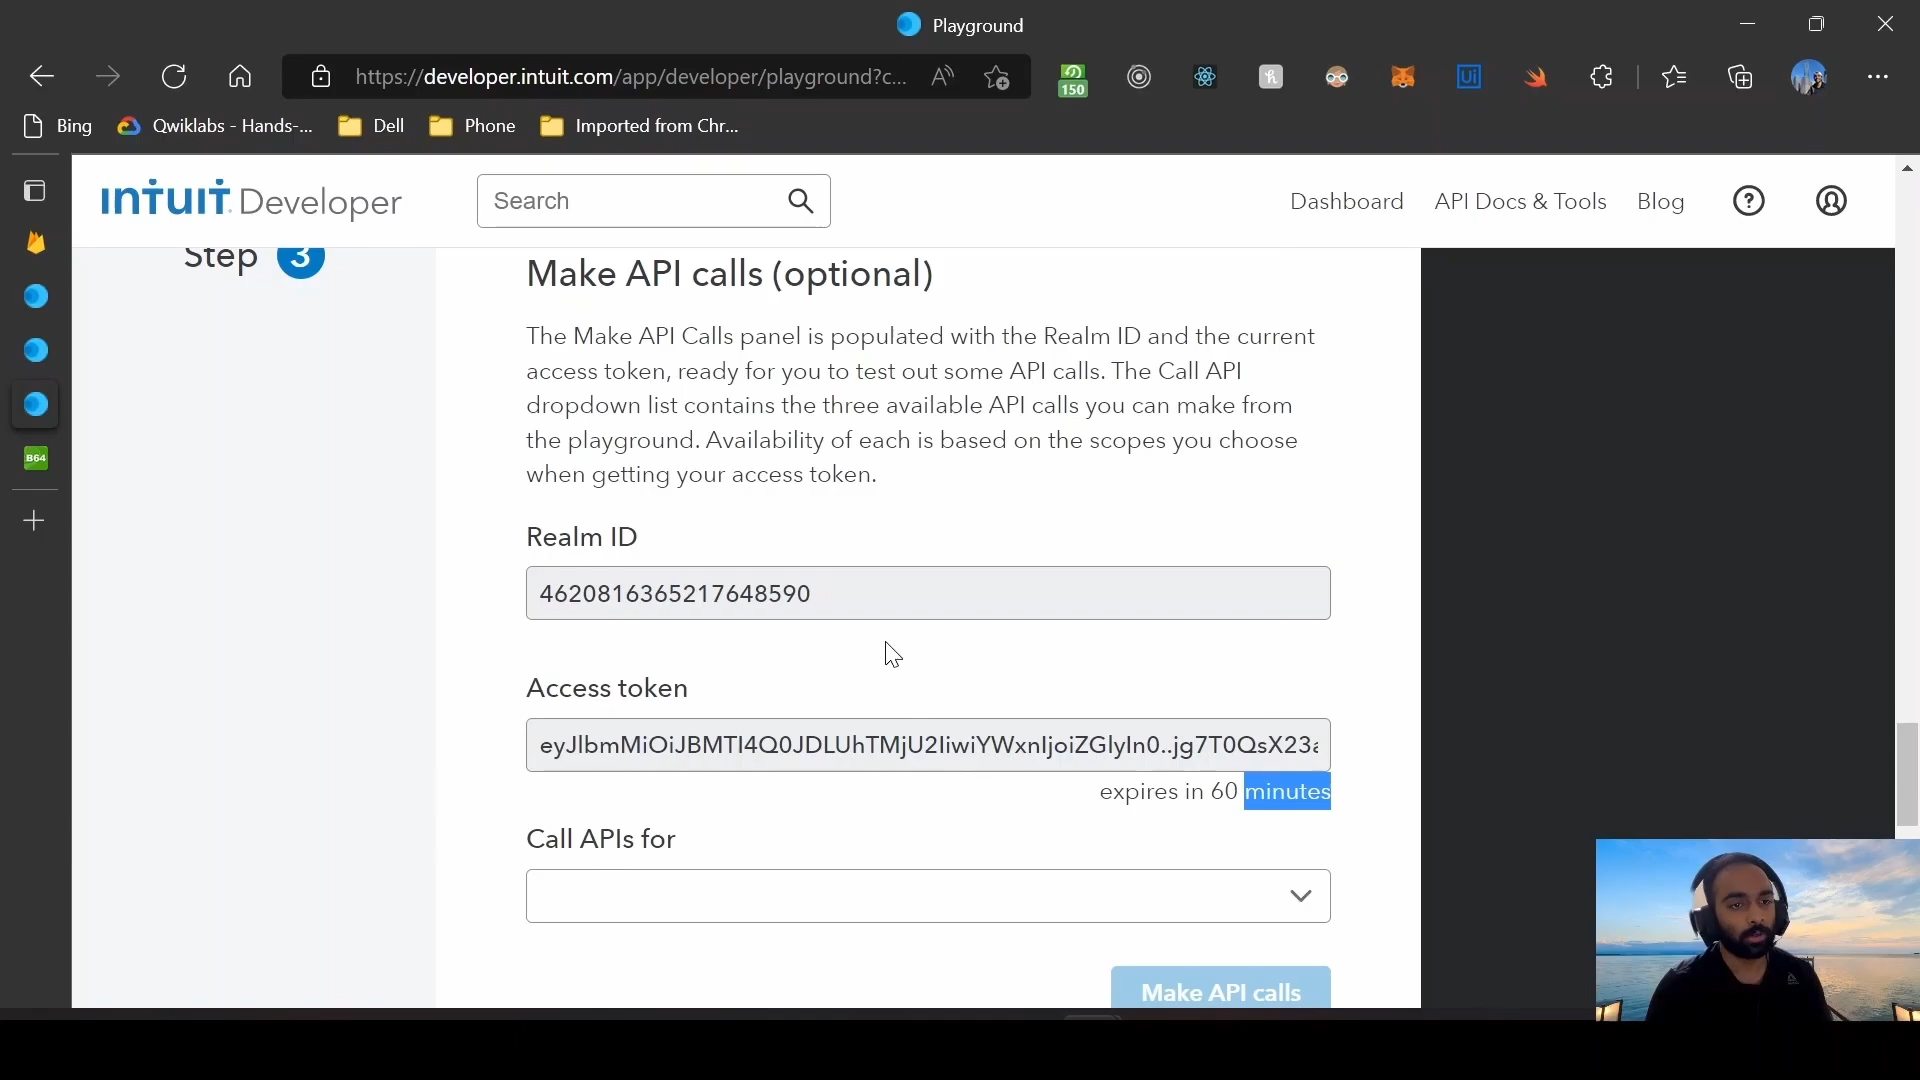 Playground
https://developer.intuit.com/app/developer/playground?c...
150
Bing
Qwiklabs - Hands-...
Dell
Phone
Imported from Chr...
INTUIT Developer
Search
Dashboard
API Docs & Tools
Blog
Step 3
Make API calls (optional)
The Make API Calls panel is populated with the Realm ID and the current
access token, ready for you to test out some API calls. The Call API
dropdown list contains the three available API calls you can make from
the playground. Availability of each is based on the scopes you choose
when getting your access token.
B64
Realm ID
4620816365217648590
Access token
eyJlbmMiOiJBMTI4Q0JDLUhTMjU2IiwiYWxnIjoiZGlyIn0..jg7T0QsX23a
expires in 60 minutes
Call APIs for
Make API calls